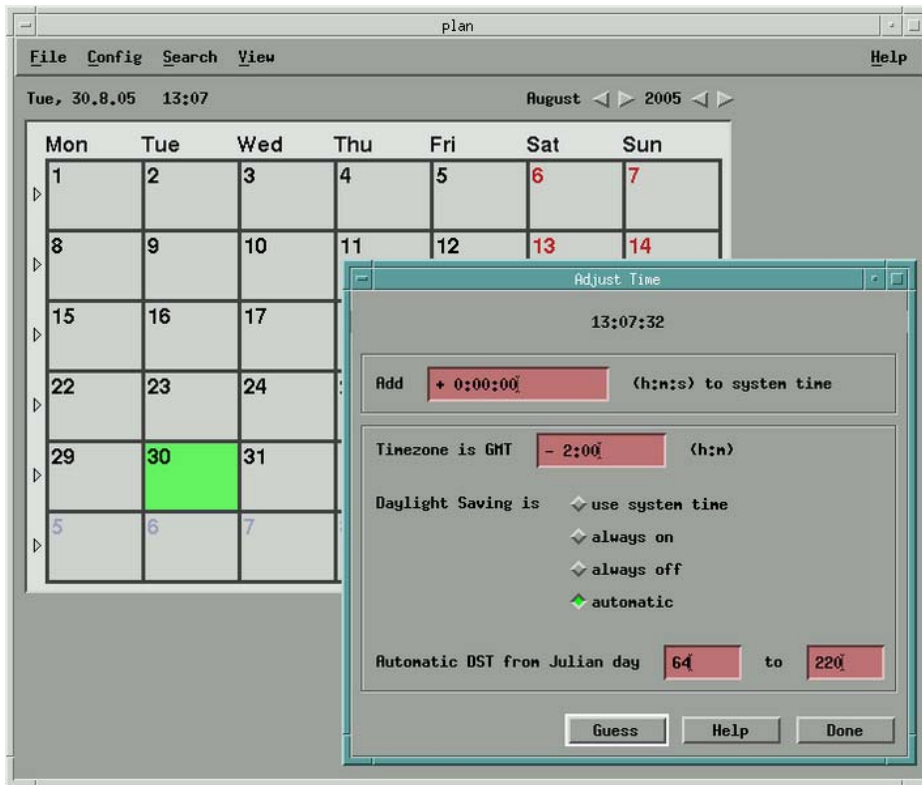 plan
File Config Search View Help
Tue, 30.8.05 13:07 August 2005
Mon Tue Wed Thu Fri Sat Sun
1 2 3 4 5 6 7
8 9 10 11 12 13 14
Adjust Time
13:07:32
15 16 17
Add + 0:00:00 (h:m:s) to system time
22 23 24
Timezone is GMT - 2:00 (h:m)
29 30 31
Daylight Saving is use system time
always on
5 6 7
always off
automatic
Automatic DST from Julian day 64 to 220
Guess Help Done